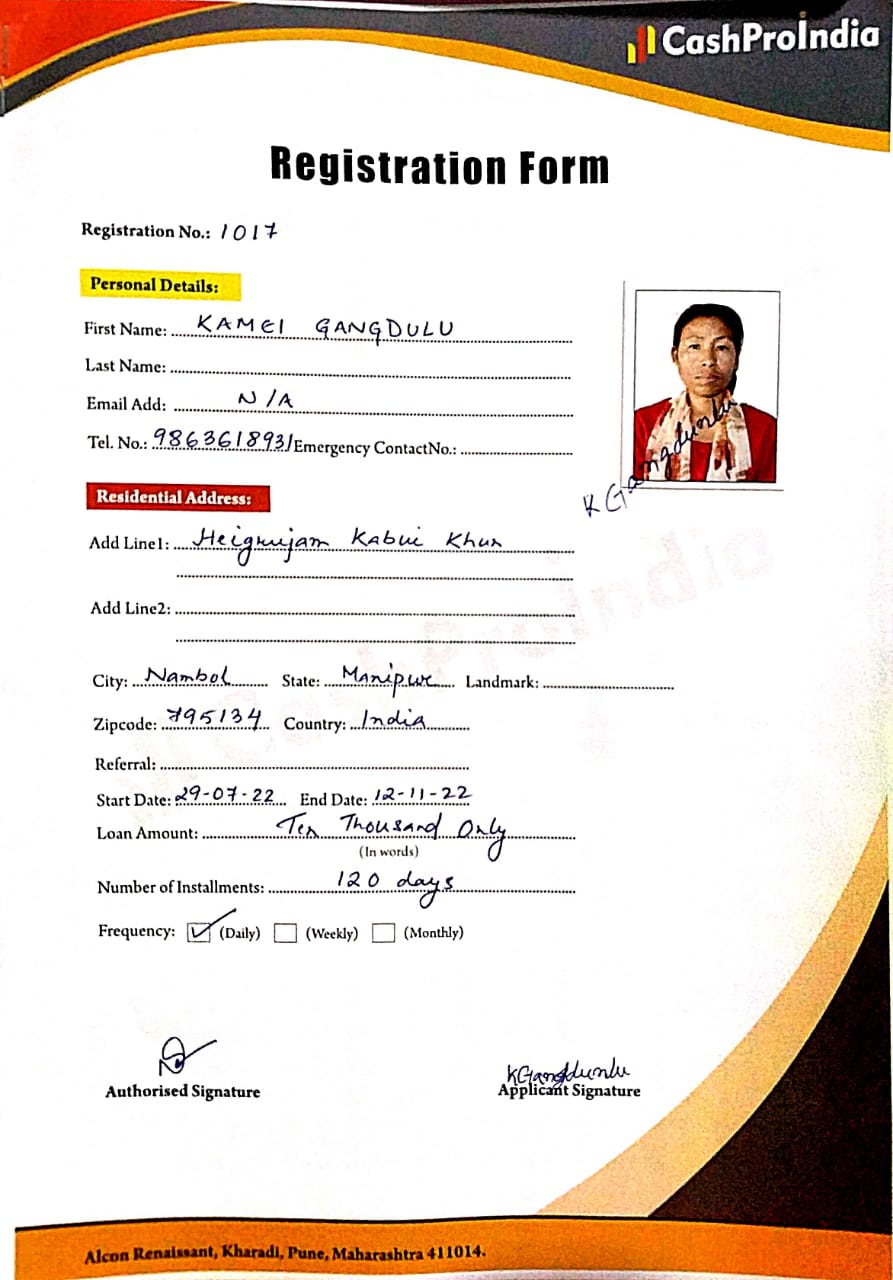 CashProIndia
Registration Form
Registration No.: 1017
Personal Details:
First Name: KAMEI GANGDULU
Last Name:
Email Add: N/A
Tel. No.: 9863618931 Emergency ContactNo.:
K Gangdunlu
Residential Address:
Add Line1: Heigrujam Kabui Khun
Add Line2:
City: Nambol State: Manipur Landmark:
Zipcode: 795134 Country: India
Referral:
Start Date: 29-07-22 End Date: 12-11-22
Loan Amount: Ten Thousand Only
(In words)
Number of Installments: 120 days
Frequency: (Daily) (Weekly) (Monthly)
KGangdunlu
Authorised Signature Applicant Signature
Alcon Renaissant, Kharadi, Pune, Maharashtra 411014.